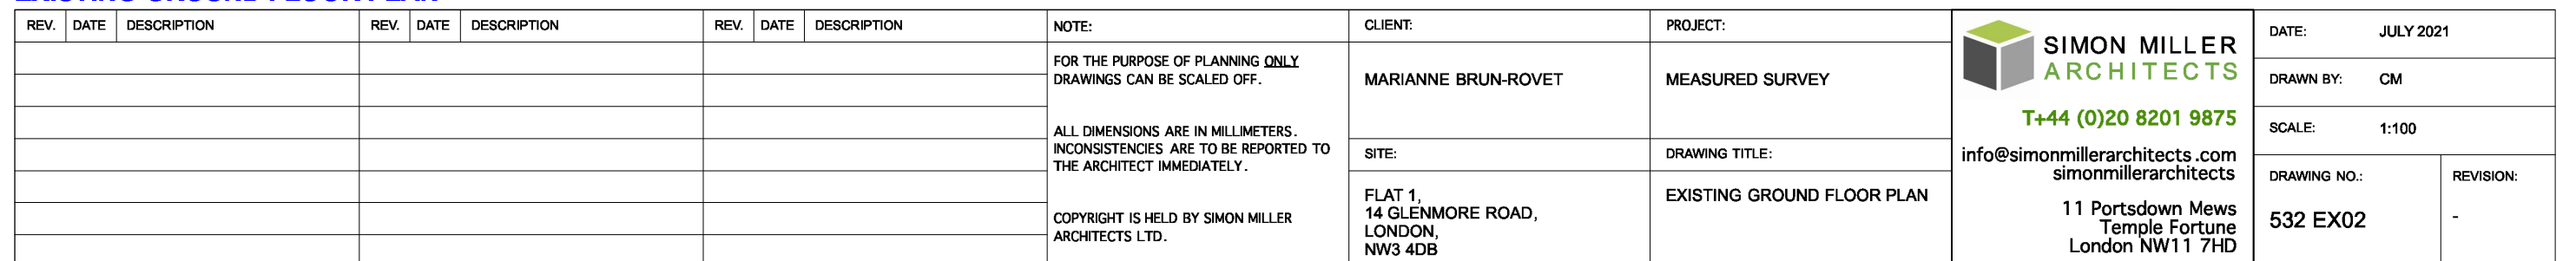 EXISTING GROUND FLOOR PLAN
REV. DATE DESCRIPTION REV. DATE DESCRIPTION REV. DATE DESCRIPTION
NOTE:
FOR THE PURPOSE OF PLANNING ONLY
DRAWINGS CAN BE SCALED OFF.
ALL DIMENSIONS ARE IN MILLIMETERS.
INCONSISTENCIES ARE TO BE REPORTED TO
THE ARCHITECT IMMEDIATELY.
COPYRIGHT IS HELD BY SIMON MILLER
ARCHITECTS LTD.
CLIENT:
MARIANNE BRUN-ROVET
SITE:
FLAT 1,
14 GLENMORE ROAD,
LONDON,
NW3 4DB
PROJECT:
MEASURED SURVEY
DRAWING TITLE:
EXISTING GROUND FLOOR PLAN
SIMON MILLER
ARCHITECTS
T+44 (0)20 8201 9875
info@simonmillerarchitects.com
simonmillerarchitects
11 Portsdown Mews
Temple Fortune
London NW11 7HD
DATE: JULY 2021
DRAWN BY: CM
SCALE: 1:100
DRAWING NO.:
532 EX02
REVISION:
-